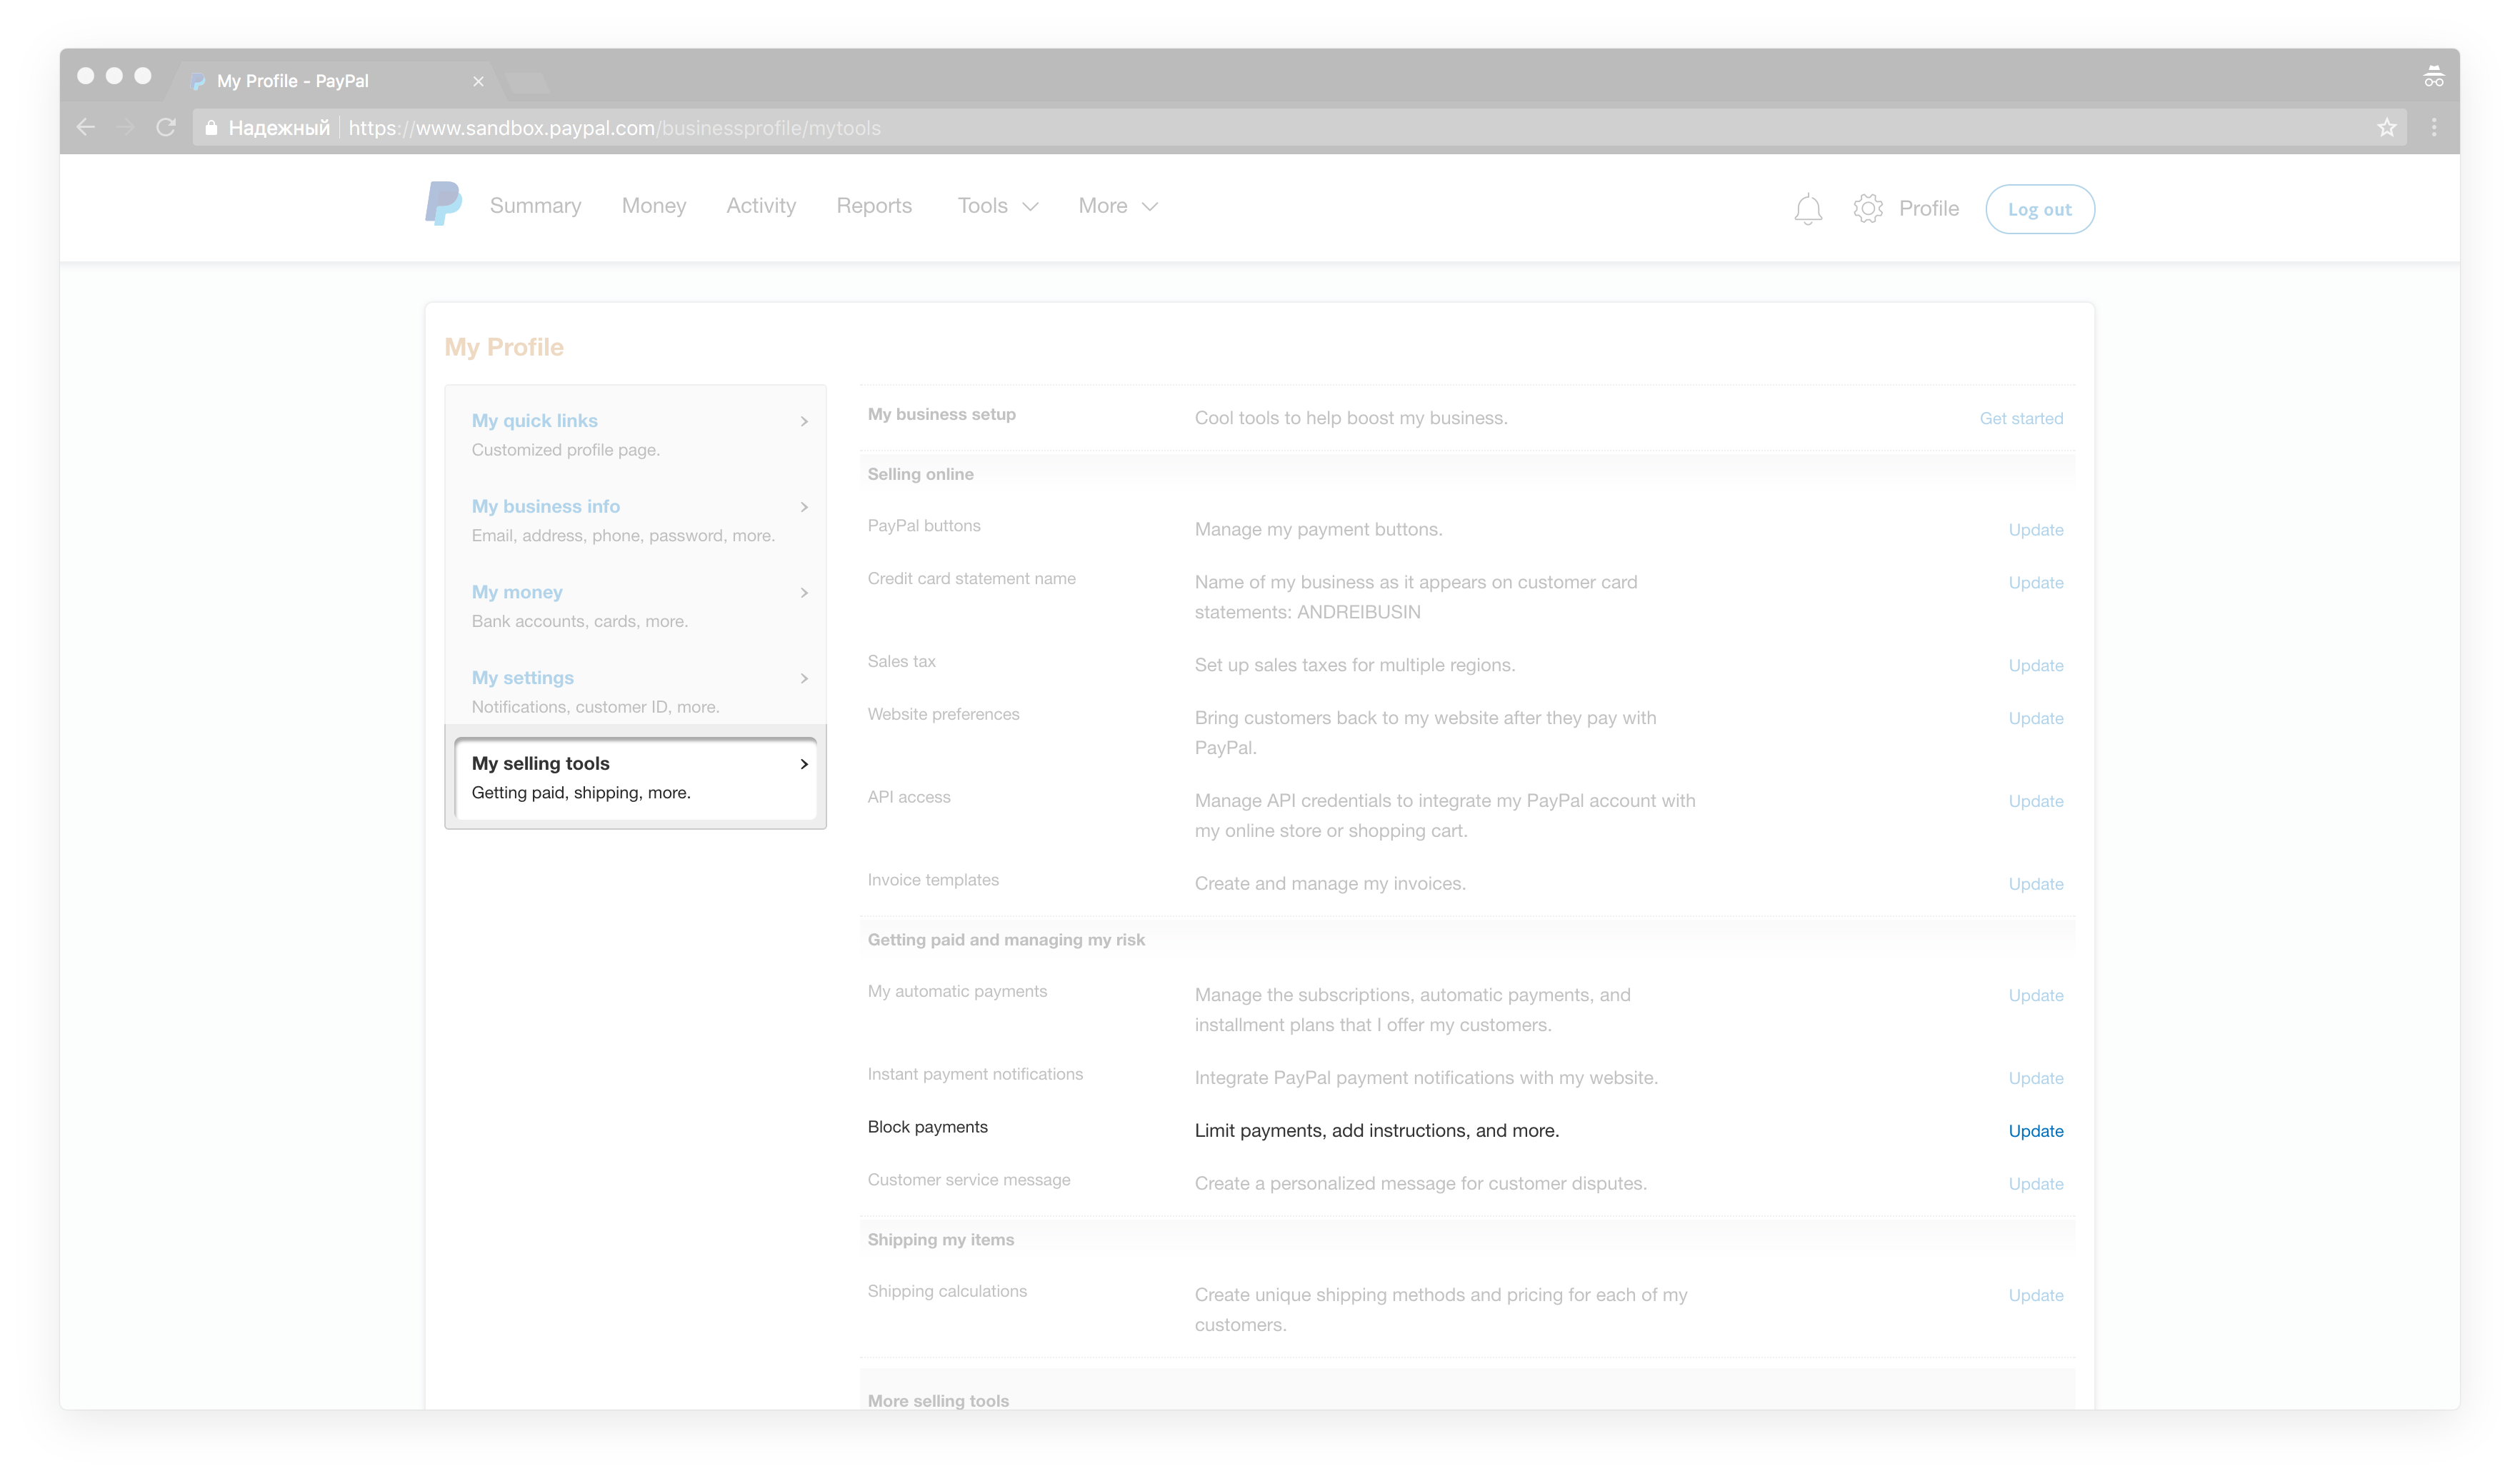 My Profile - PayPal
Надежный https://www.sandbox.paypal.com/businessprofile/mytools
Summary Money Activity Reports Tools More Profile Log out
My Profile
My quick links
Customized profile page.
My business info
Email, address, phone, password, more.
My money
Bank accounts, cards, more.
My settings
Notifications, customer ID, more.
My selling tools
Getting paid, shipping, more.
My business setup Cool tools to help boost my business. Get started
Selling online
PayPal buttons Manage my payment buttons. Update
Credit card statement name Name of my business as it appears on customer card Update
statements: ANDREIBUSIN
Sales tax Set up sales taxes for multiple regions. Update
Website preferences Bring customers back to my website after they pay with Update
PayPal.
API access Manage API credentials to integrate my PayPal account with Update
my online store or shopping cart.
Invoice templates Create and manage my invoices. Update
Getting paid and managing my risk
My automatic payments Manage the subscriptions, automatic payments, and Update
installment plans that I offer my customers.
Instant payment notifications Integrate PayPal payment notifications with my website. Update
Block payments Limit payments, add instructions, and more. Update
Customer service message Create a personalized message for customer disputes. Update
Shipping my items
Shipping calculations Create unique shipping methods and pricing for each of my Update
customers.
More selling tools